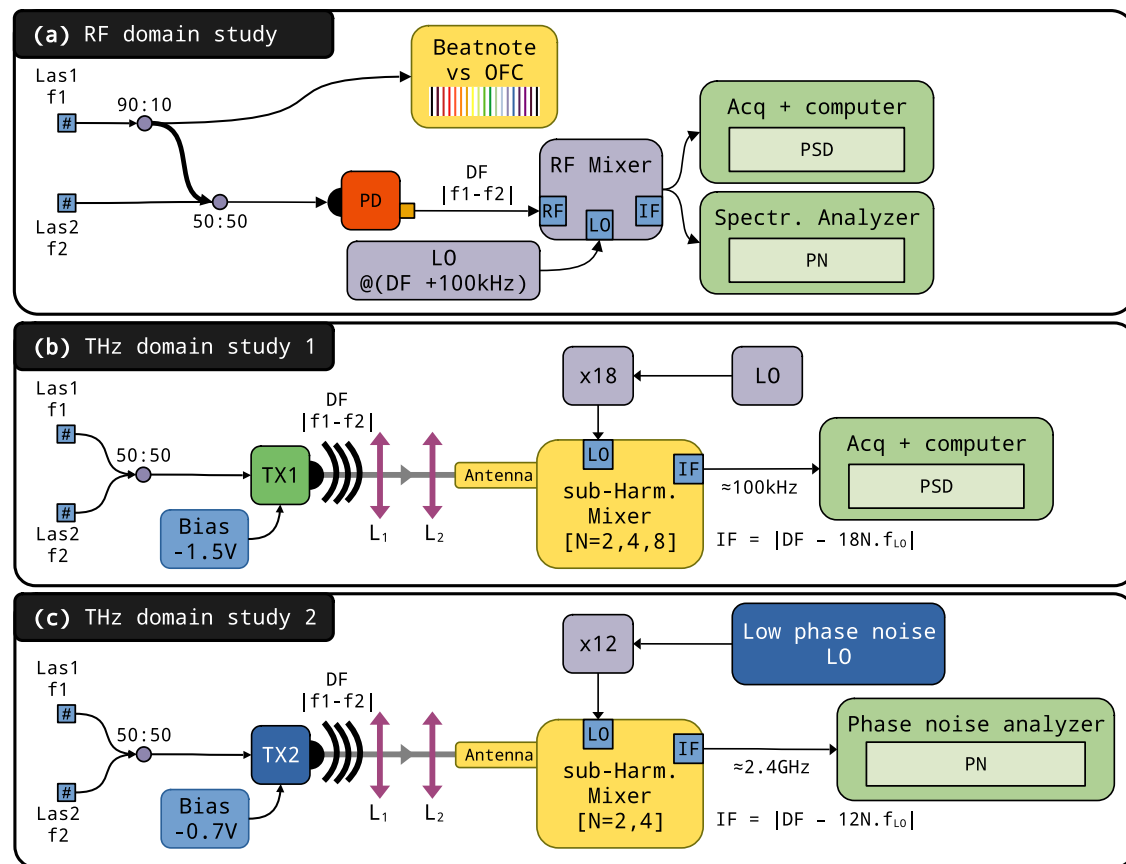 (a) RF domain study
Las1
f1
#
90:10
Beatnote
vs OFC
Las2
f2
#
50:50
PD
DF
|f1-f2|
RF Mixer
RF
LO
IF
LO
@(DF +100kHz)
Acq + computer
PSD
Spectr. Analyzer
PN
(b) THz domain study 1
Las1
f1
#
50:50
#
Las2
f2
TX1
Bias
-1.5V
DF
|f1-f2|
L₁
L₂
Antenna
x18
LO
LO
IF
sub-Harm.
Mixer
[N=2,4,8]
≈100kHz
IF = |DF - 18N.fLO|
Acq + computer
PSD
(c) THz domain study 2
Las1
f1
#
50:50
#
Las2
f2
TX2
Bias
-0.7V
DF
|f1-f2|
L₁
L₂
Antenna
x12
Low phase noise
LO
LO
IF
sub-Harm.
Mixer
[N=2,4]
≈2.4GHz
IF = |DF - 12N.fLO|
Phase noise analyzer
PN